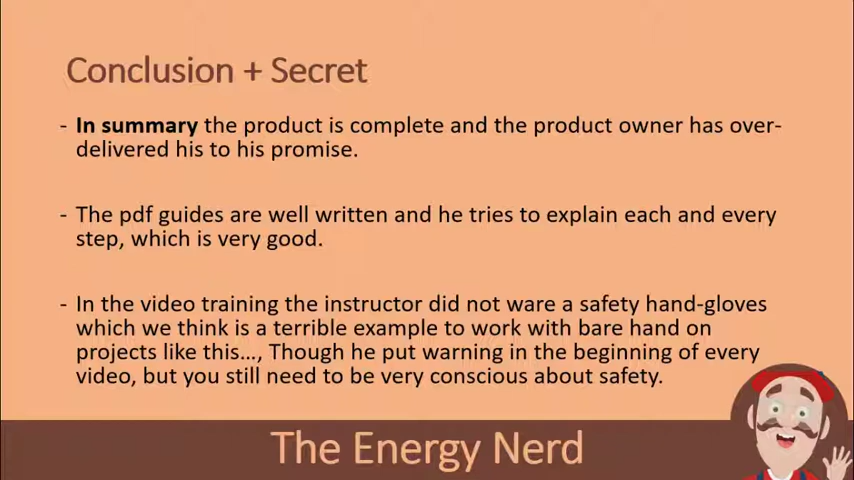 Conclusion + Secret
- In summary the product is complete and the product owner has over-
delivered his to his promise.
- The pdf guides are well written and he tries to explain each and every
step, which is very good.
- In the video training the instructor did not ware a safety hand-gloves
which we think is a terrible example to work with bare hand on
projects like this..., Though he put warning in the beginning of every
video, but you still need to be very conscious about safety.
The Energy Nerd